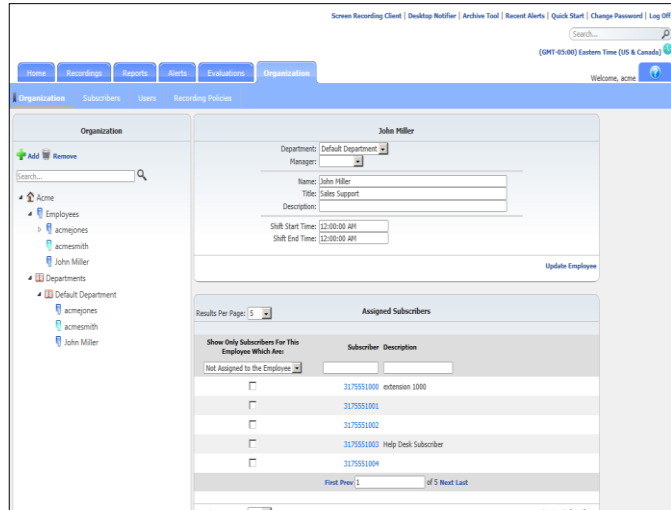 Screen Recording Client | Desktop Notifier | Archive Tool | Recent Alerts | Quick Start | Change Password | Log Off
Search...
(GMT-05:00) Eastern Time (US & Canada)
Home Recordings Reports Alerts Evaluations Organization
Welcome, acme
Organization Subscribers Users Recording Policies
Organization
Add Remove
Search...
Acme
Employees
acmejones
acmesmith
John Miller
Departments
Default Department
acmejones
acmesmith
John Miller
John Miller
Department: Default Department
Manager:
Name: John Miller
Title: Sales Support
Description:
Shift Start Time: 12:00:00 AM
Shift End Time: 12:00:00 AM
Update Employee
Results Per Page: 5 Assigned Subscribers
Show Only Subscribers For This
Employee Which Are:
Subscriber Description
Not Assigned to the Employee
3175551000 extension 1000
3175551001
3175551002
3175551003 Help Desk Subscriber
3175551004
First Prev 1 of 5 Next Last